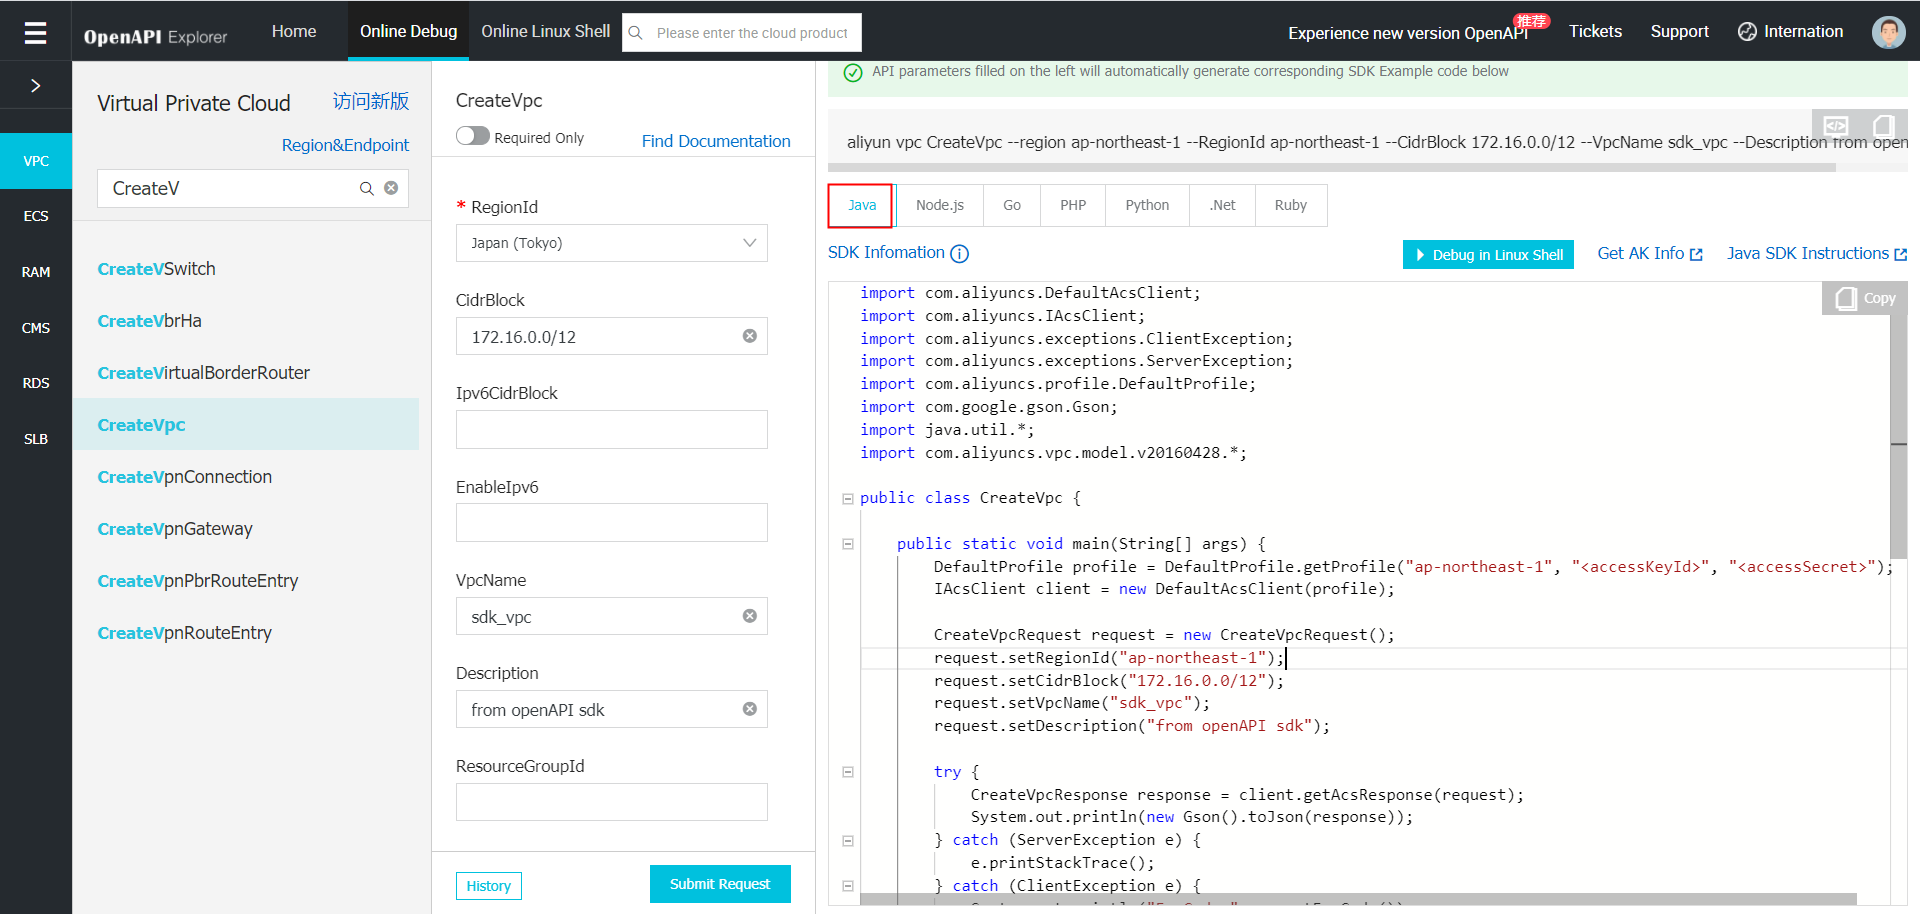 OpenAPI Explorer
Home
Online Debug
Online Linux Shell
Please enter the cloud product
Experience new version OpenAPI
推荐
Tickets
Support
Internation
VPC
ECS
RAM
CMS
RDS
SLB
Virtual Private Cloud
访问新版
Region&Endpoint
CreateV
CreateVSwitch
CreateVbrHa
CreateVirtualBorderRouter
CreateVpc
CreateVpnConnection
CreateVpnGateway
CreateVpnPbrRouteEntry
CreateVpnRouteEntry
CreateVpc
Required Only
Find Documentation
* RegionId
Japan (Tokyo)
CidrBlock
172.16.0.0/12
Ipv6CidrBlock
EnableIpv6
VpcName
sdk_vpc
Description
from openAPI sdk
ResourceGroupId
History
Submit Request
API parameters filled on the left will automatically generate corresponding SDK Example code below
aliyun vpc CreateVpc --region ap-northeast-1 --RegionId ap-northeast-1 --CidrBlock 172.16.0.0/12 --VpcName sdk_vpc --Description from open
Java
Node.js
Go
PHP
Python
.Net
Ruby
SDK Infomation
Debug in Linux Shell
Get AK Info
Java SDK Instructions
Copy
import com.aliyuncs.DefaultAcsClient;
import com.aliyuncs.IAcsClient;
import com.aliyuncs.exceptions.ClientException;
import com.aliyuncs.exceptions.ServerException;
import com.aliyuncs.profile.DefaultProfile;
import com.google.gson.Gson;
import java.util.*;
import com.aliyuncs.vpc.model.v20160428.*;
public class CreateVpc {
public static void main(String[] args) {
DefaultProfile profile = DefaultProfile.getProfile("ap-northeast-1", "<accessKeyId>", "<accessSecret>");
IAcsClient client = new DefaultAcsClient(profile);
CreateVpcRequest request = new CreateVpcRequest();
request.setRegionId("ap-northeast-1");
request.setCidrBlock("172.16.0.0/12");
request.setVpcName("sdk_vpc");
request.setDescription("from openAPI sdk");
try {
CreateVpcResponse response = client.getAcsResponse(request);
System.out.println(new Gson().toJson(response));
} catch (ServerException e) {
e.printStackTrace();
} catch (ClientException e) {